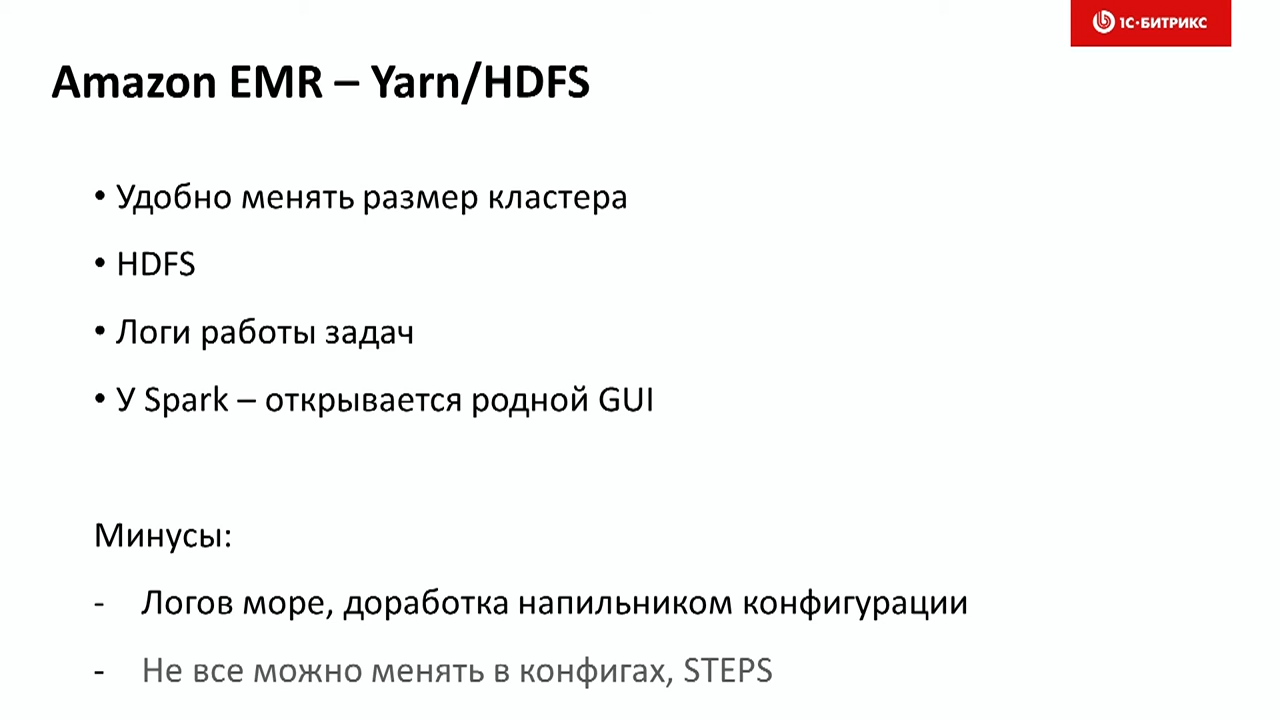 1С·БИТРИКС
Amazon EMR – Yarn/HDFS
• Удобно менять размер кластера
• HDFS
• Логи работы задач
• У Spark – открывается родной GUI
Минусы:
- Логов море, доработка напильником конфигурации
- Не все можно менять в конфигах, STEPS